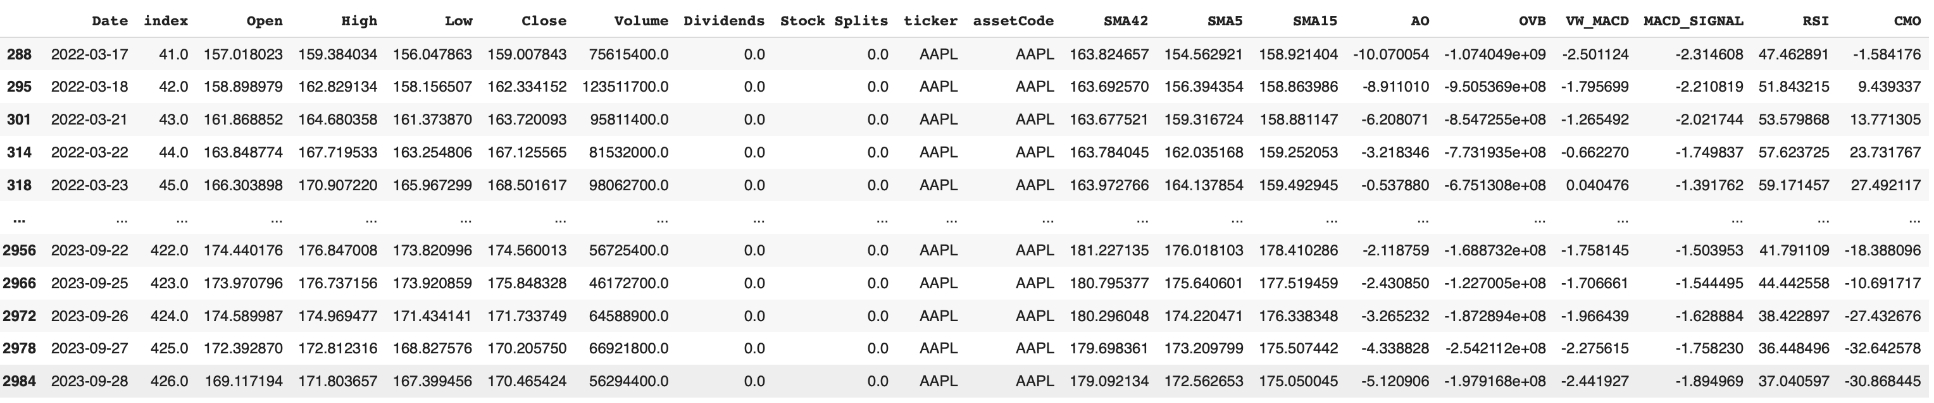 Date index Open High Low Close Volume Dividends Stock Splits ticker assetCode SMA42 SMA5 SMA15 AO OVB VW_MACD MACD_SIGNAL RSI CMO
288 2022-03-17 41.0 157.018023 159.384034 156.047863 159.007843 75615400.0 0.0 0.0 AAPL AAPL 163.824657 154.562921 158.921404 -10.070054 -1.074049e+09 -2.501124 -2.314608 47.462891 -1.584176
295 2022-03-18 42.0 158.898979 162.829134 158.156507 162.334152 123511700.0 0.0 0.0 AAPL AAPL 163.692570 156.394354 158.863986 -8.911010 -9.505369e+08 -1.795699 -2.210819 51.843215 9.439337
301 2022-03-21 43.0 161.868852 164.680358 161.373870 163.720093 95811400.0 0.0 0.0 AAPL AAPL 163.677521 159.316724 158.881147 -6.208071 -8.547255e+08 -1.265492 -2.021744 53.579868 13.771305
314 2022-03-22 44.0 163.848774 167.719533 163.254806 167.125565 81532000.0 0.0 0.0 AAPL AAPL 163.784045 162.035168 159.252053 -3.218346 -7.731935e+08 -0.662270 -1.749837 57.623725 23.731767
318 2022-03-23 45.0 166.303898 170.907220 165.967299 168.501617 98062700.0 0.0 0.0 AAPL AAPL 163.972766 164.137854 159.492945 -0.537880 -6.751308e+08 0.040476 -1.391762 59.171457 27.492117
... ... ... ... ... ... ... ... ... ... ... ... ... ... ... ... ... ... ... ... ...
2956 2023-09-22 422.0 174.440176 176.847008 173.820996 174.560013 56725400.0 0.0 0.0 AAPL AAPL 181.227135 176.018103 178.410286 -2.118759 -1.688732e+08 -1.758145 -1.503953 41.791109 -18.388096
2966 2023-09-25 423.0 173.970796 176.737156 173.920859 175.848328 46172700.0 0.0 0.0 AAPL AAPL 180.795377 175.640601 177.519459 -2.430850 -1.227005e+08 -1.706661 -1.544495 44.442558 -10.691717
2972 2023-09-26 424.0 174.589987 174.969477 171.434141 171.733749 64588900.0 0.0 0.0 AAPL AAPL 180.296048 174.220471 176.338348 -3.265232 -1.872894e+08 -1.966439 -1.628884 38.422897 -27.432676
2978 2023-09-27 425.0 172.392870 172.812316 168.827576 170.205750 66921800.0 0.0 0.0 AAPL AAPL 179.698361 173.209799 175.507442 -4.338828 -2.542112e+08 -2.275615 -1.758230 36.448496 -32.642578
2984 2023-09-28 426.0 169.117194 171.803657 167.399456 170.465424 56294400.0 0.0 0.0 AAPL AAPL 179.092134 172.562653 175.050045 -5.120906 -1.979168e+08 -2.441927 -1.894969 37.040597 -30.868445